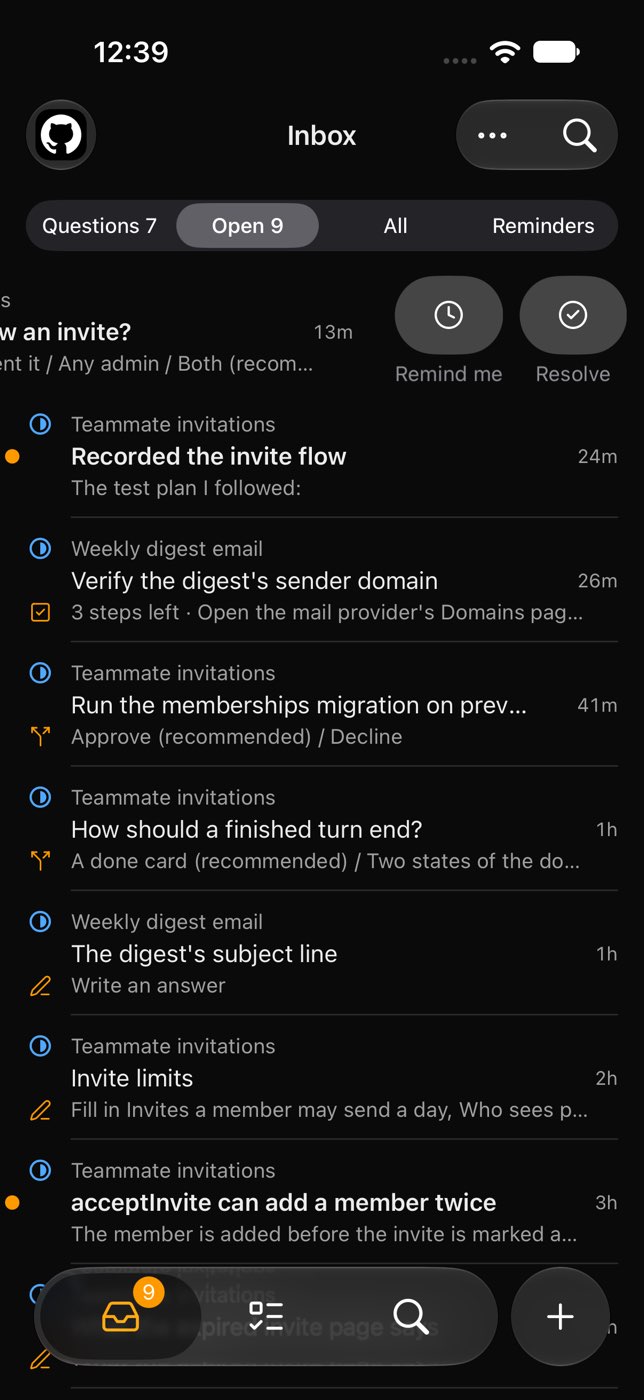 12:39
Inbox
Questions 7
Open 9
All
Reminders
s
w an invite?
13m
ent it / Any admin / Both (recom...
Remind me
Resolve
Teammate invitations
Recorded the invite flow
24m
The test plan I followed:
Weekly digest email
Verify the digest's sender domain
26m
3 steps left · Open the mail provider's Domains pag...
Teammate invitations
Run the memberships migration on prev...
41m
Approve (recommended) / Decline
Teammate invitations
How should a finished turn end?
1h
A done card (recommended) / Two states of the do...
Weekly digest email
The digest's subject line
1h
Write an answer
Teammate invitations
Invite limits
2h
Fill in Invites a member may send a day, Who sees p...
Teammate invitations
acceptInvite can add a member twice
3h
The member is added before the invite is marked a...
invitations
expired invite page says
9